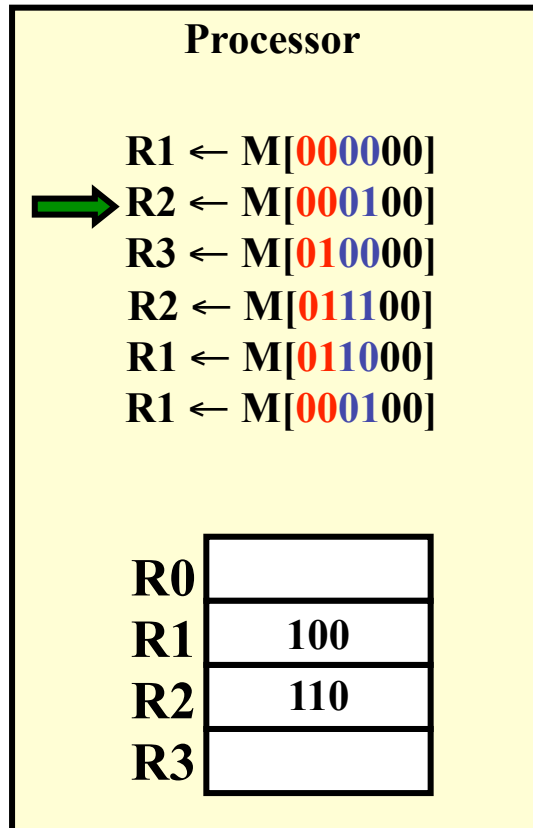 Processor
R1 ← M[000000]
R2 ← M[000100]
R3 ← M[010000]
R2 ← M[011100]
R1 ← M[011000]
R1 ← M[000100]
R0
R1 100
R2 110
R3